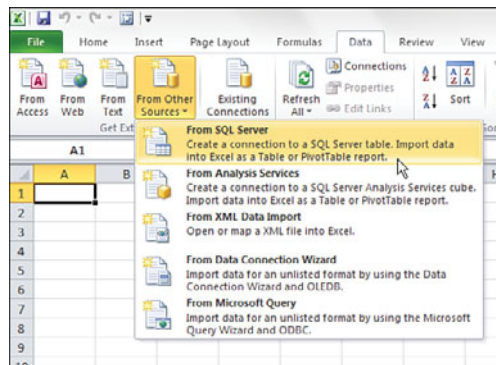 File Home Insert Page Layout Formulas Data Review View
From Access
From Web
From Text
From Other Sources
Existing Connections
Refresh All
Connections
Properties
Edit Links
Sort
Get Ext
A1
A B
1
2
3
4
5
6
7
8
9
From SQL Server
Create a connection to a SQL Server table. Import data
into Excel as a Table or PivotTable report.
From Analysis Services
Create a connection to a SQL Server Analysis Services cube.
Import data into Excel as a Table or PivotTable report.
From XML Data Import
Open or map a XML file into Excel.
From Data Connection Wizard
Import data for an unlisted format by using the Data
Connection Wizard and OLEDB.
From Microsoft Query
Import data for an unlisted format by using the Microsoft
Query Wizard and ODBC.